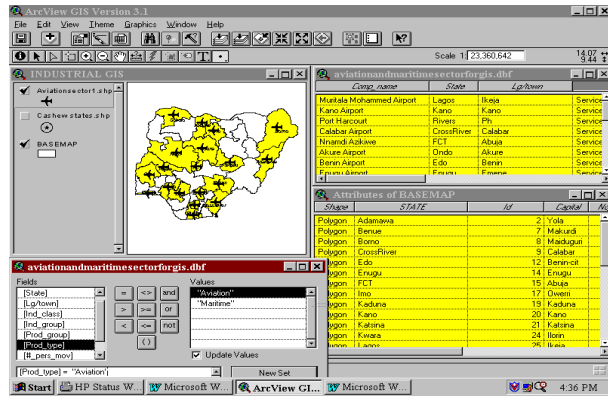 ArcView GIS Version 3.1
File Edit View Theme Graphics Window Help
Scale 1: 23,360,642 14.07 9.44
INDUSTRIAL GIS
Aviationsector1.shp
Cashew states.shp
BASEMAP
aviationandmaritimesectorforgis.dbf
Comp_name State Lg/town
Muritala Mohammed Airport Lagos Ikeja Service
Kano Airport Kano Kano Service
Port Harcourt Rivers Ph Service
Calabar Airport CrossRiver Calabar Service
Nnamdi Azikiwe FCT Abuja Service
Akure Airport Ondo Akure Service
Benin Airport Edo Benin Service
Enugu Airport Enugu Emene Service
Attributes of BASEMAP
Shape STATE Id Capital
Polygon Adamawa 2 Yola
Polygon Benue 7 Makurdi
Polygon Borno 8 Maiduguri
Polygon CrossRiver 9 Calabar
Polygon Edo 12 Benin-cit
Polygon Enugu 14 Enugu
Polygon FCT 15 Abuja
Polygon Imo 17 Owerri
Polygon Kaduna 19 Kaduna
Polygon Kano 20 Kano
Polygon Katsina 21 Katsina
Polygon Kwara 24 Ilorin
Polygon Lagos 25 Ikeja
aviationandmaritimesectorforgis.dbf
Fields Values
[State]
[Lg/town]
[Ind_class]
[Ind_group]
[Prod_group]
[Prod_type]
[#_pers_mov]
= <> and
> >= or
< <= not
( )
"Aviation"
"Maritime"
Update Values
[Prod_type] = "Aviation"
New Set
Start HP Status W... Microsoft W... ArcView GI... Microsoft W... 4:36 PM